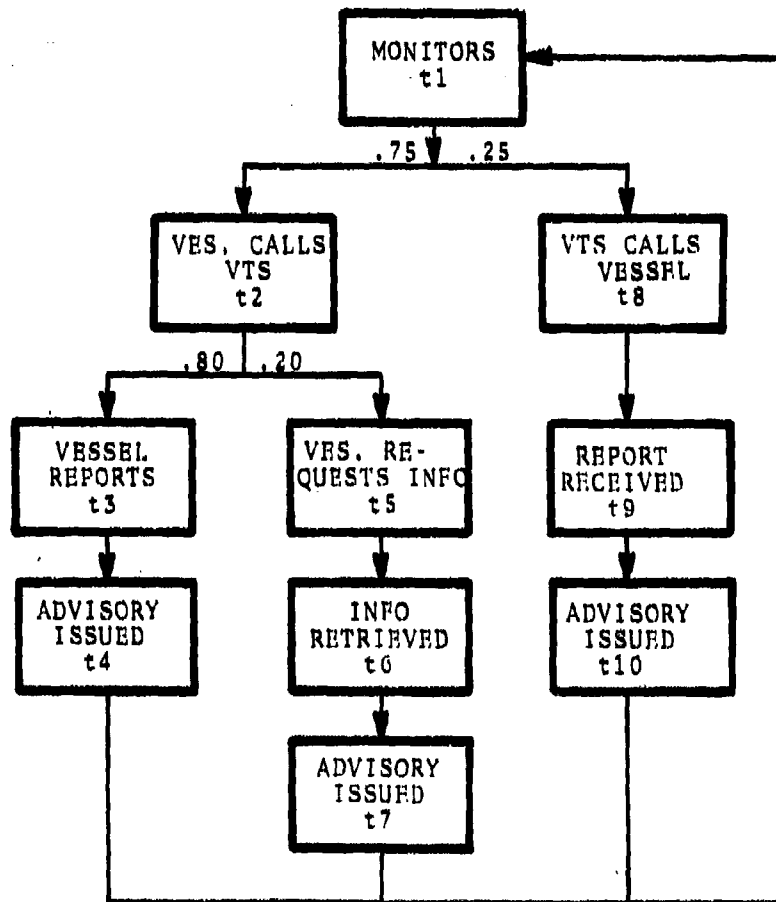 MONITORS
t1
.75 .25
VES. CALLS
VTS
t2
VTS CALLS
VESSEL
t8
.80 .20
VESSEL
REPORTS
t3
VES. RE-
QUESTS INFO
t5
REPORT
RECEIVED
t9
ADVISORY
ISSUED
t4
INFO
RETRIEVED
t6
ADVISORY
ISSUED
t10
ADVISORY
ISSUED
t7